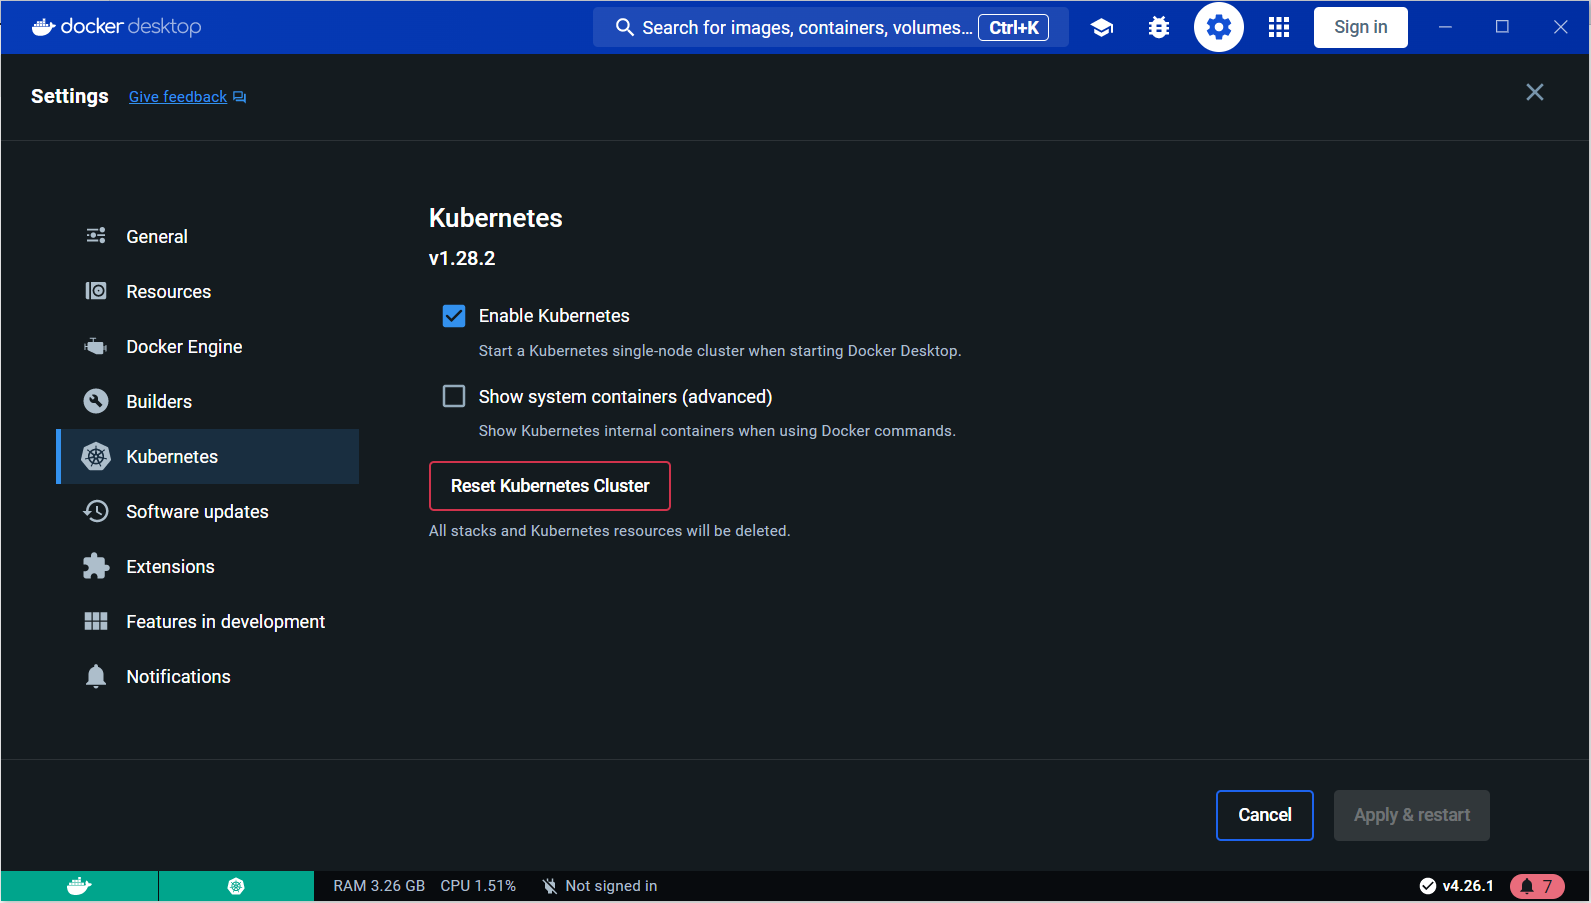 docker desktop
Search for images, containers, volumes... Ctrl+K
Sign in
Settings
Give feedback
General
Resources
Docker Engine
Builders
Kubernetes
Software updates
Extensions
Features in development
Notifications
Kubernetes
v1.28.2
Enable Kubernetes
Start a Kubernetes single-node cluster when starting Docker Desktop.
Show system containers (advanced)
Show Kubernetes internal containers when using Docker commands.
Reset Kubernetes Cluster
All stacks and Kubernetes resources will be deleted.
Cancel
Apply & restart
RAM 3.26 GB CPU 1.51% Not signed in
v4.26.1
7